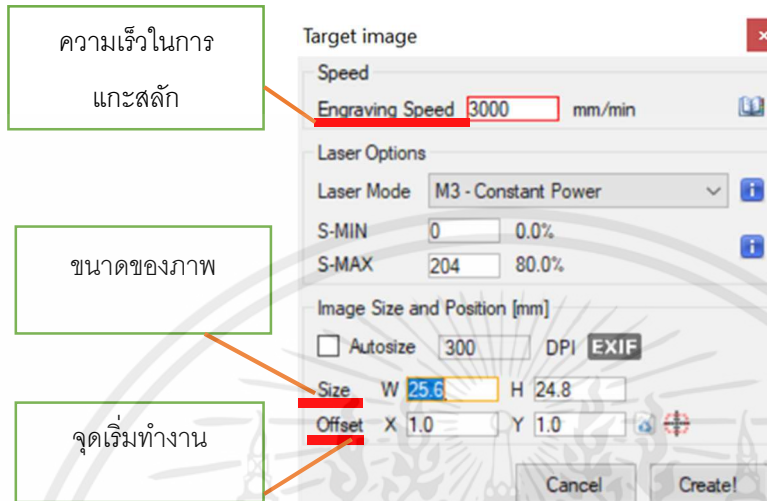 ความเร็วในการ
แกะสลัก
ขนาดของภาพ
จุดเริ่มทำงาน
Target image
Speed
Engraving Speed 3000 mm/min
Laser Options
Laser Mode M3 - Constant Power
S-MIN 0 0.0%
S-MAX 204 80.0%
Image Size and Position [mm]
Autosize 300 DPI EXIF
Size W 25.6 H 24.8
Offset X 1.0 Y 1.0
Cancel Create!